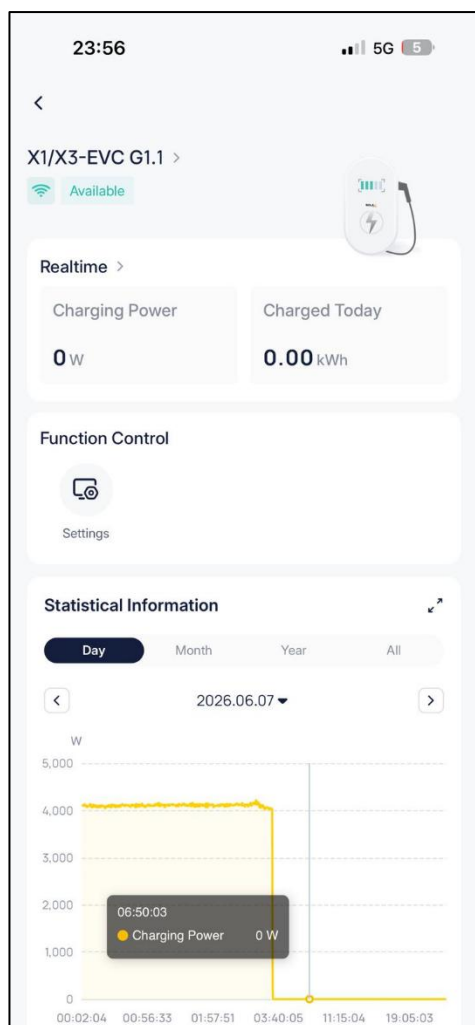 23:56 5G 5
X1/X3-EVC G1.1
Available
Realtime
Charging Power Charged Today
0 W 0.00 kWh
Function Control
Settings
Statistical Information
Day Month Year All
2026.06.07
W
5,000
4,000
3,000
2,000
1,000
0
06:50:03
Charging Power 0 W
00:02:04 00:56:33 01:57:51 03:40:05 11:15:04 19:05:03